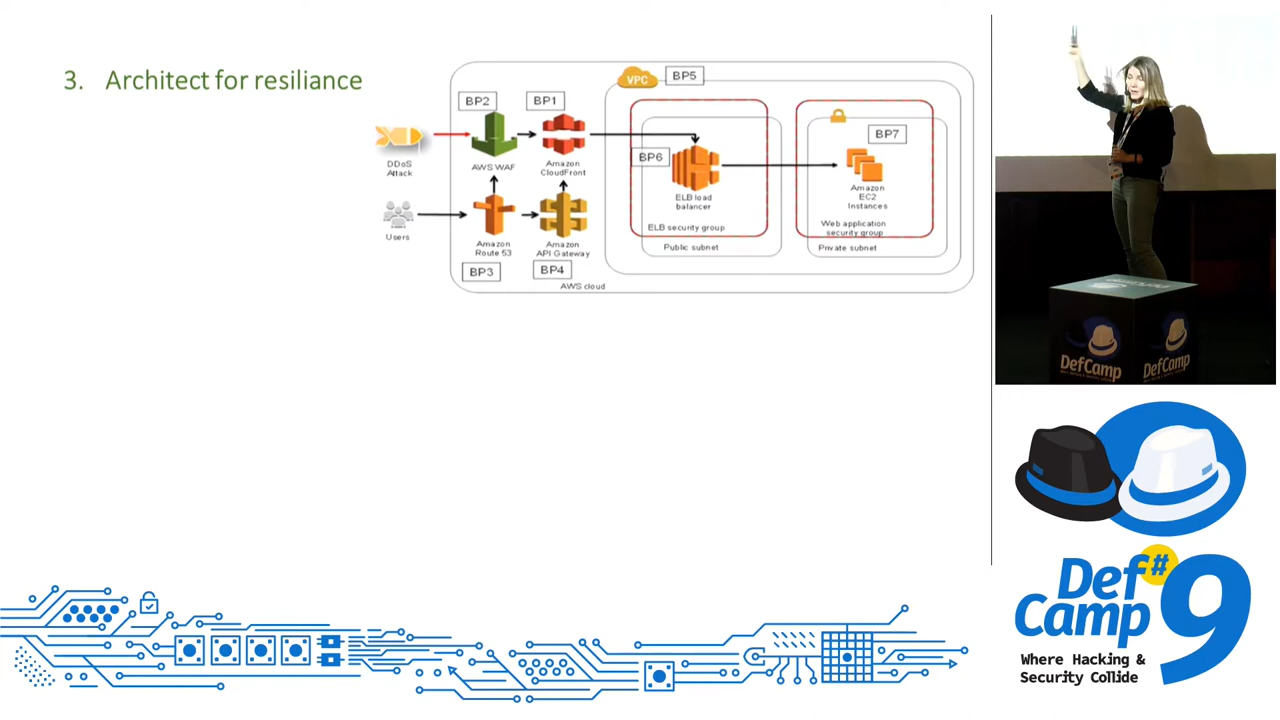 3. Architect for resiliance
VPC
BP5
BP2
BP1
BP7
BP6
DDoS
Attack
AWS WAF
Amazon
CloudFront
ELB load
balancer
Amazon
EC2
Instances
Users
Amazon
Route 53
Amazon
API Gateway
ELB security group
Public subnet
Web application
security group
Private subnet
BP3
BP4
AWS cloud
DefCamp
DefCamp
DefCamp
Def#
Camp 9
Where Hacking &
Security Collide